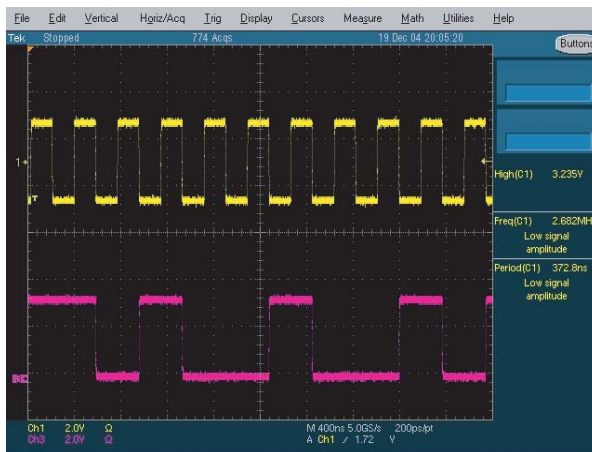 File Edit Vertical Horiz/Acq Trig Display Cursors Measure Math Utilities Help
Tek Stopped 774 Acqs 19 Dec 04 20:05:20
Buttons
1
T
High(C1) 3.235V
Freq(C1) 2.682MH
Low signal
amplitude
Period(C1) 372.8ns
Low signal
amplitude
Ch1 2.0V Ω M 400ns 5.0GS/s 200ps/pt
Ch3 2.0V Ω A Ch1 / 1.72 V